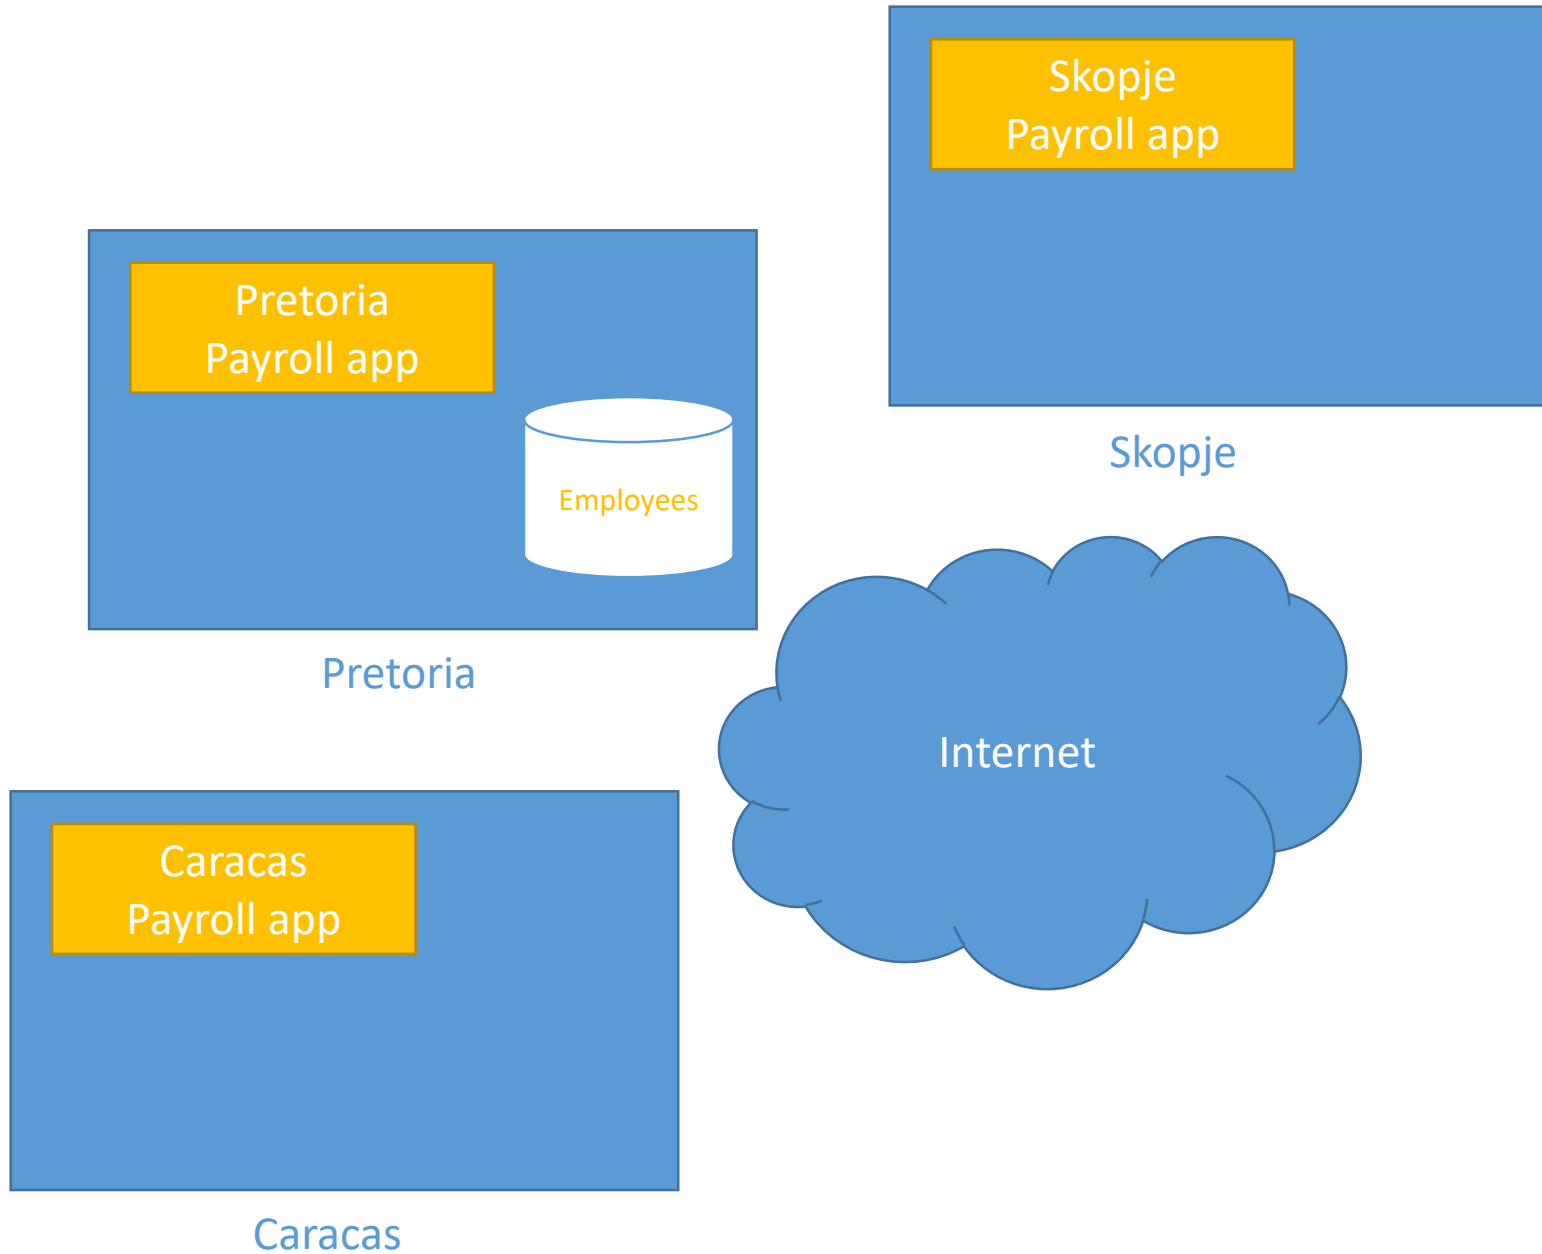 Skopje
Payroll app
Skopje
Pretoria
Payroll app
Employees
Pretoria
Internet
Caracas
Payroll app
Caracas